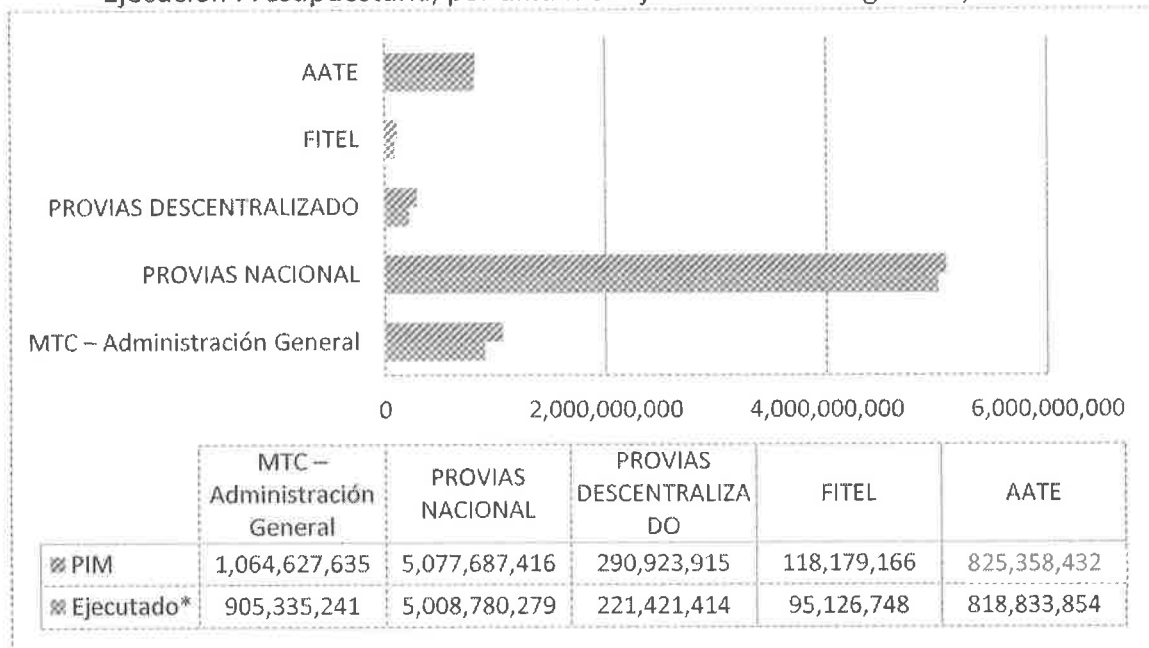 AATE
FITEL
PROVIAS DESCENTRALIZADO
PROVIAS NACIONAL
MTC – Administración General
0 2,000,000,000 4,000,000,000 6,000,000,000
MTC –
Administración
General
PROVIAS
NACIONAL
PROVIAS
DESCENTRALIZA
DO
FITEL
AATE
PIM 1,064,627,635 5,077,687,416 290,923,915 118,179,166 825,358,432
Ejecutado* 905,335,241 5,008,780,279 221,421,414 95,126,748 818,833,854